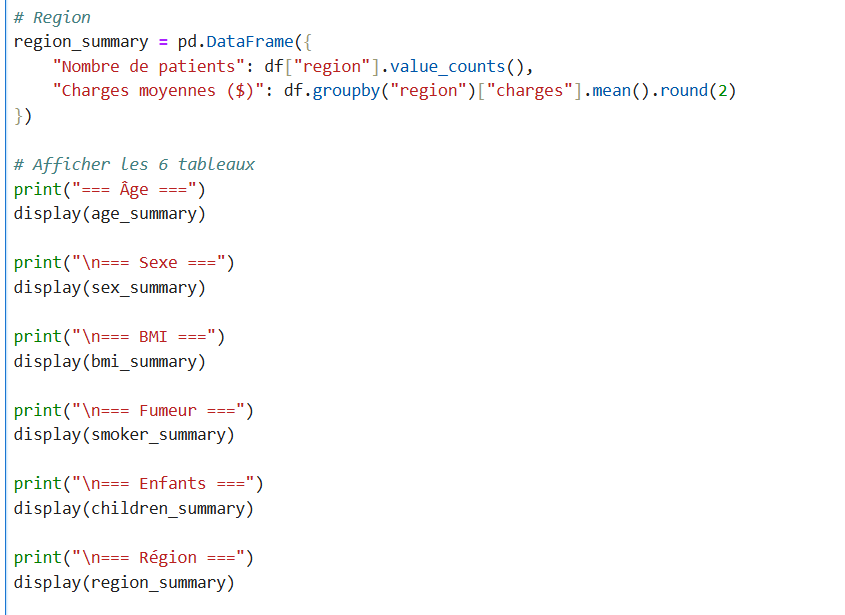 # Region
region_summary = pd.DataFrame({
    "Nombre de patients": df["region"].value_counts(),
    "Charges moyennes ($)": df.groupby("region")["charges"].mean().round(2)
})

# Afficher les 6 tableaux
print("=== Âge ===")
display(age_summary)

print("\n=== Sexe ===")
display(sex_summary)

print("\n=== BMI ===")
display(bmi_summary)

print("\n=== Fumeur ===")
display(smoker_summary)

print("\n=== Enfants ===")
display(children_summary)

print("\n=== Région ===")
display(region_summary)